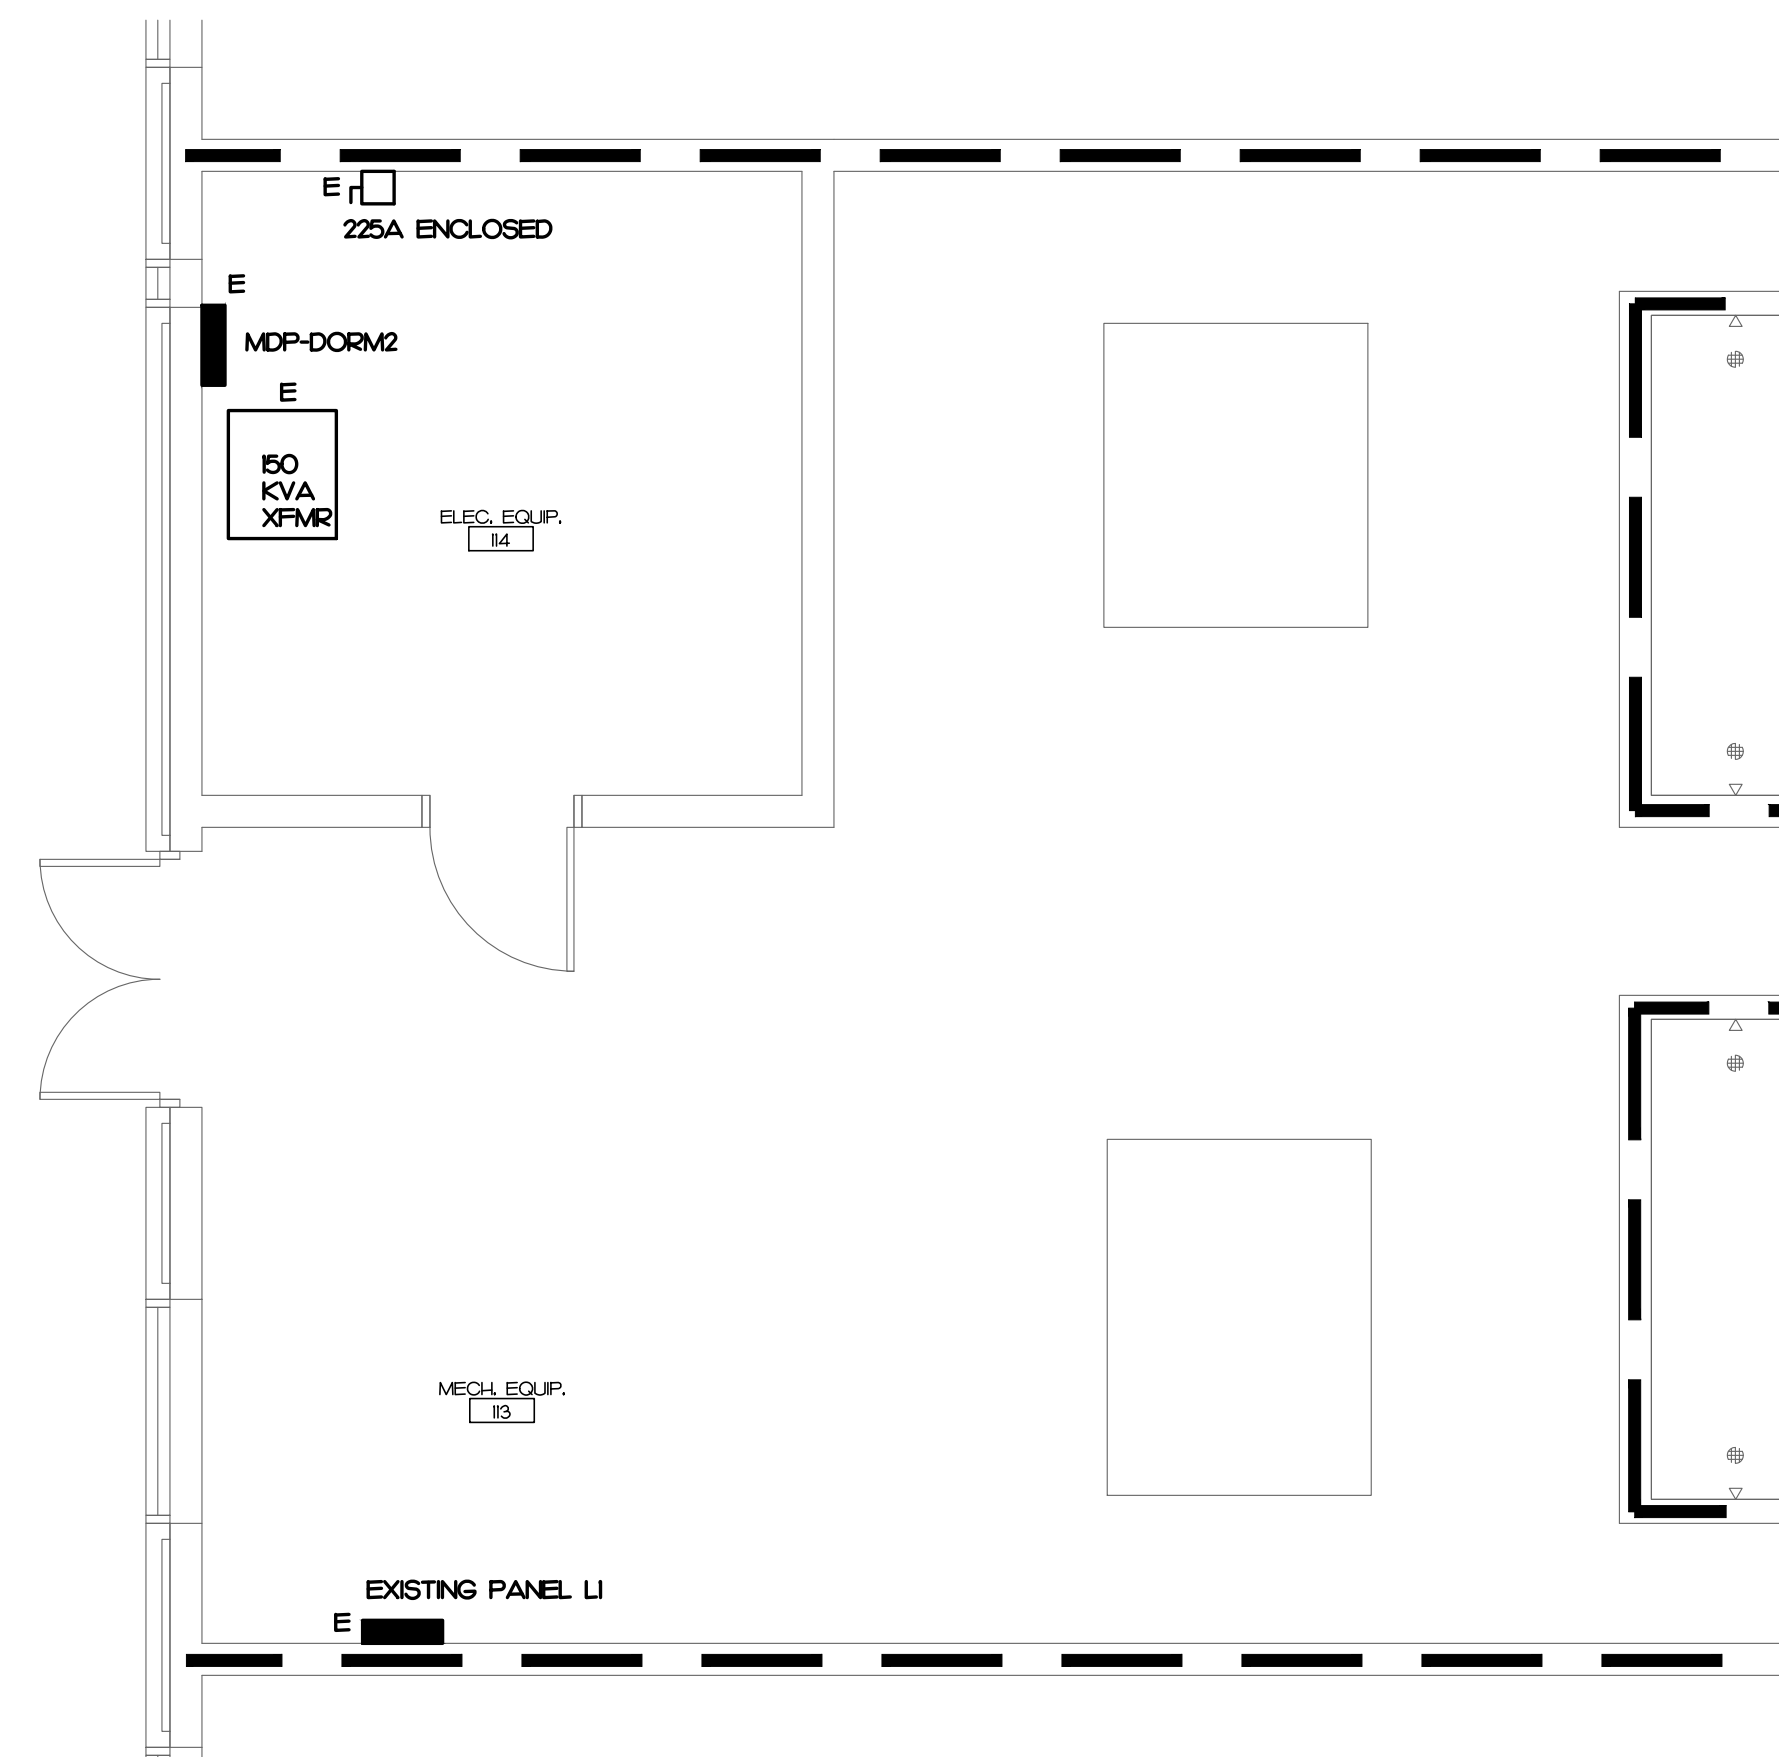 E
225A ENCLOSED
E
MDP-DORM2
E
150
KVA
XFMR
ELEC. EQUIP.
114
MECH. EQUIP.
113
EXISTING PANEL L1
E